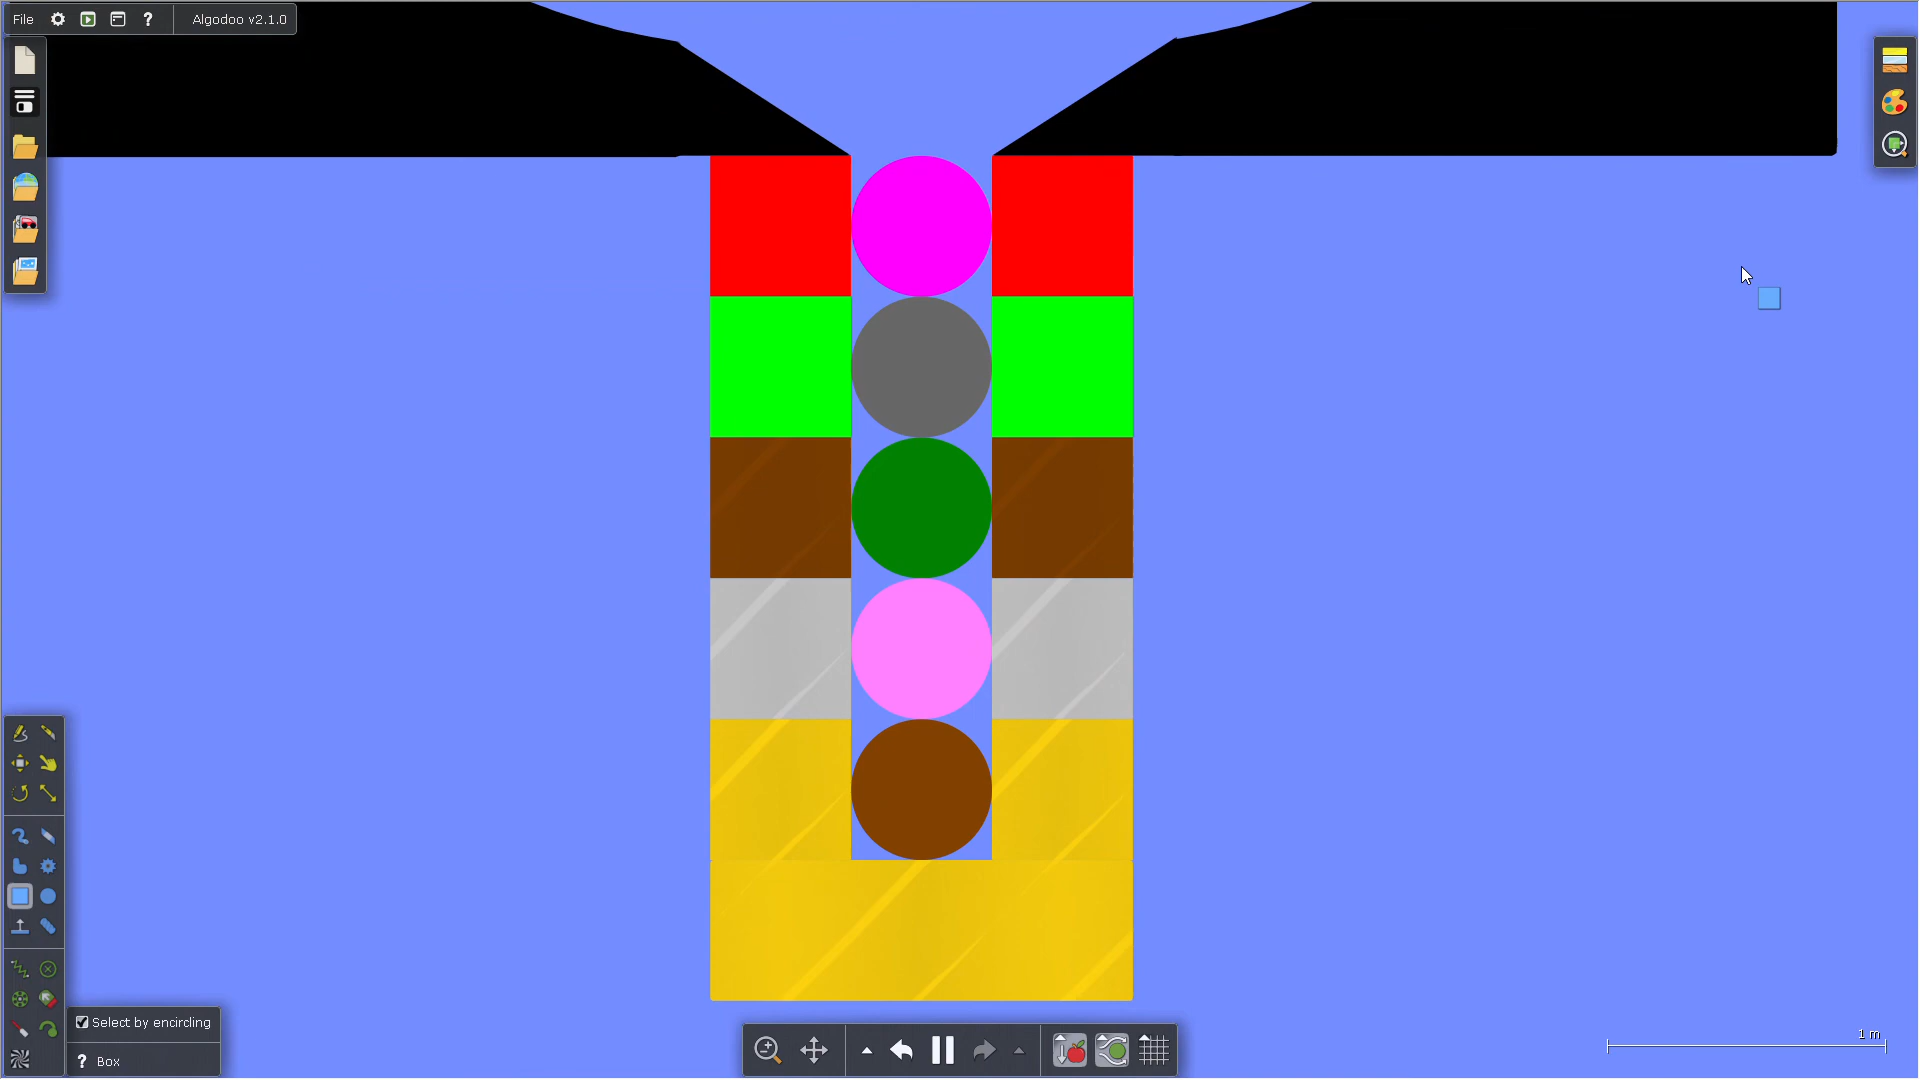 File ? Algodoo v2.1.0
Select by encircling
? Box
1 m